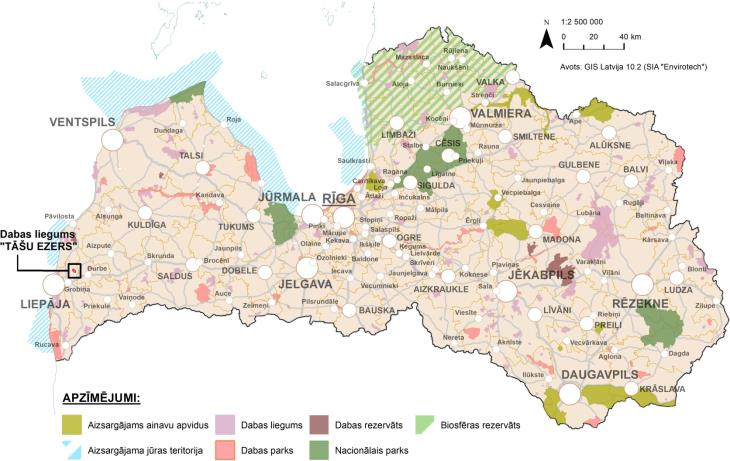 N
1:2 500 000
0 20 40 km
Avots: GIS Latvija 10.2 (SIA "Envirotech")
Mazsalaca
Rūjiena
Naukšēni
Salacgrīva
Aloja
Burtnieki
VALKA
Strenči
VENTSPILS
Dundaga
Roja
LIMBAŽI
Kocēni
VALMIERA
Mūrmuiža
SMILTENE
Ape
ALŪKSNE
TALSI
Stalbe
CĒSIS
Priekuļi
Rauna
Saulkrasti
Ragana
Līgatne
GULBENE
BALVI
Viļaka
Kandava
JŪRMALA
RĪGA
Carnikava
Ādaži
SIGULDA
Inčukalns
Jaunpiebalga
Vecpiebalga
Cesvaine
Rugāji
Pāvilosta
Alsunga
KULDĪGA
TUKUMS
Piņķi
Stopiņi
Ropaži
Mālpils
Ērgļi
Lubāna
Baltinava
Dabas liegums
"TĀŠU EZERS"
Aizpute
Skrunda
Jaunpils
Olaine
Mārupe
Ķekava
Salaspils
Ikšķile
OGRE
Ķegums
Lielvārde
MADONA
Kārsava
Durbe
SALDUS
Brocēni
DOBELE
Ozolnieki
Baldone
Skrīveri
Pļaviņas
Varakļāni
Viļāni
Blonti
LIEPĀJA
Grobiņa
Priekule
Vaiņode
Auce
JELGAVA
Iecava
Vecumnieki
Jaunjelgava
AIZKRAUKLE
Koknese
JĒKABPILS
Sala
RĒZEKNE
LUDZA
Zilupe
Zelmeņi
Pilsrundāle
BAUSKA
Viesīte
LĪVĀNI
Riebiņi
PREIĻI
Rucava
Nereta
Aknīste
Vecvārkava
Aglona
Dagda
Ilūkste
DAUGAVPILS
KRĀSLAVA
APZĪMĒJUMI:
Aizsargājamo ainavu apvidus
Dabas liegums
Dabas rezervāts
Biosfēras rezervāts
Aizsargājama jūras teritorija
Dabas parks
Nacionālais parks